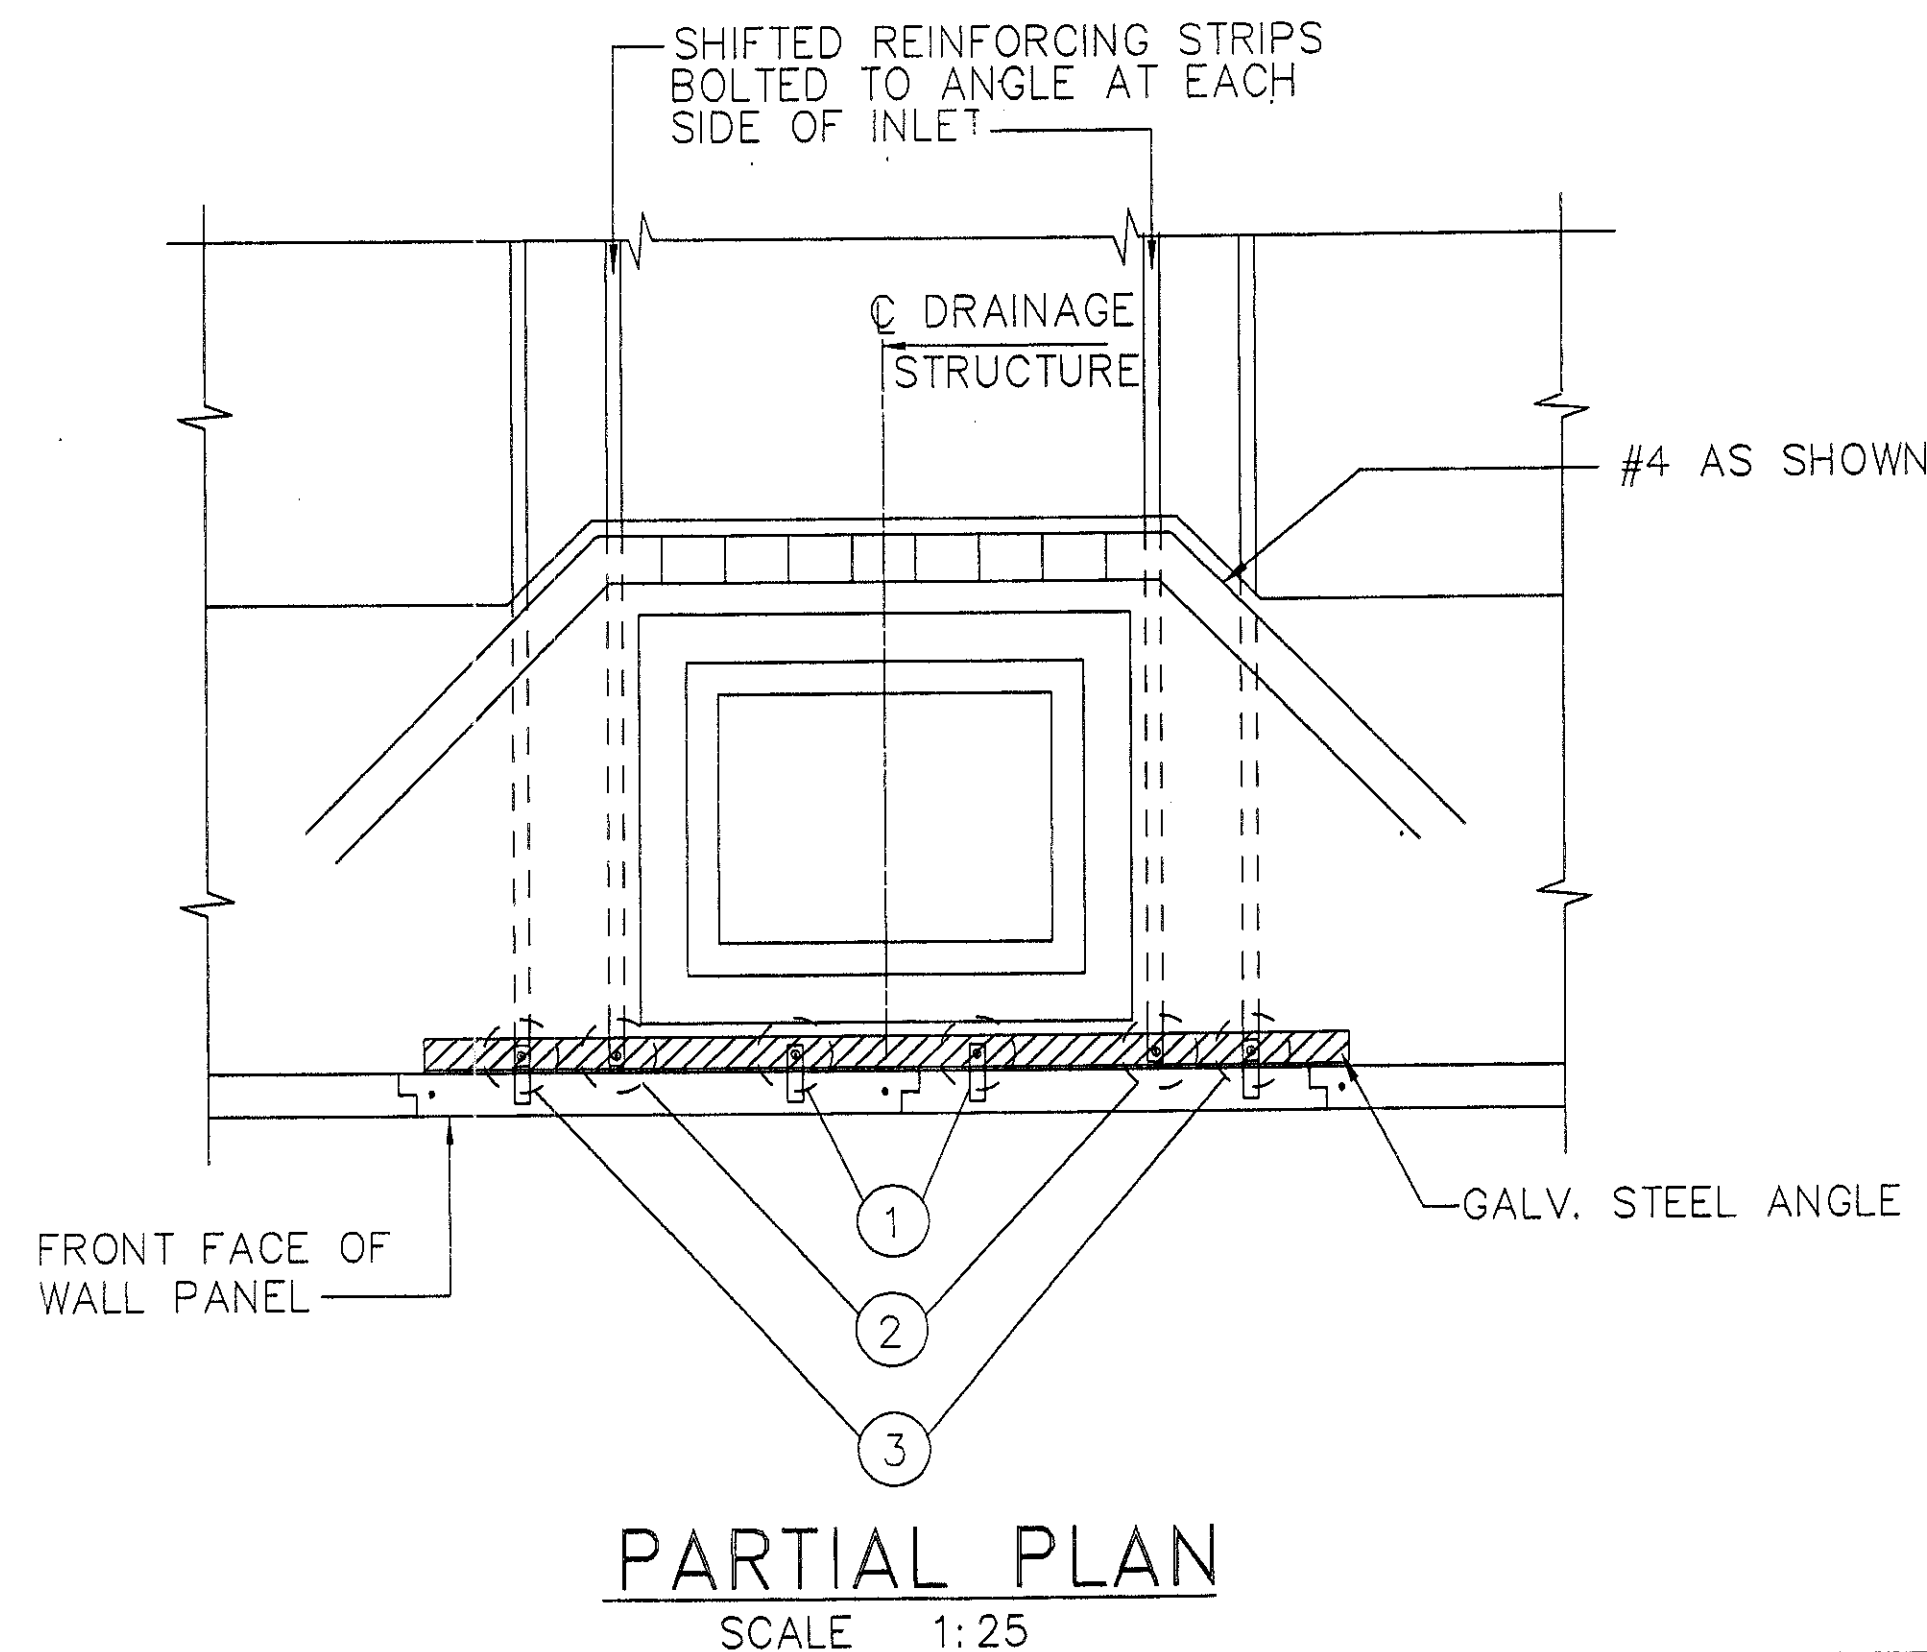 SHIFTED REINFORCING STRIPS
BOLTED TO ANGLE AT EACH
SIDE OF INLET
℄ DRAINAGE
STRUCTURE
#4 AS SHOWN
GALV. STEEL ANGLE
FRONT FACE OF
WALL PANEL
1
2
3
PARTIAL PLAN
SCALE 1:25